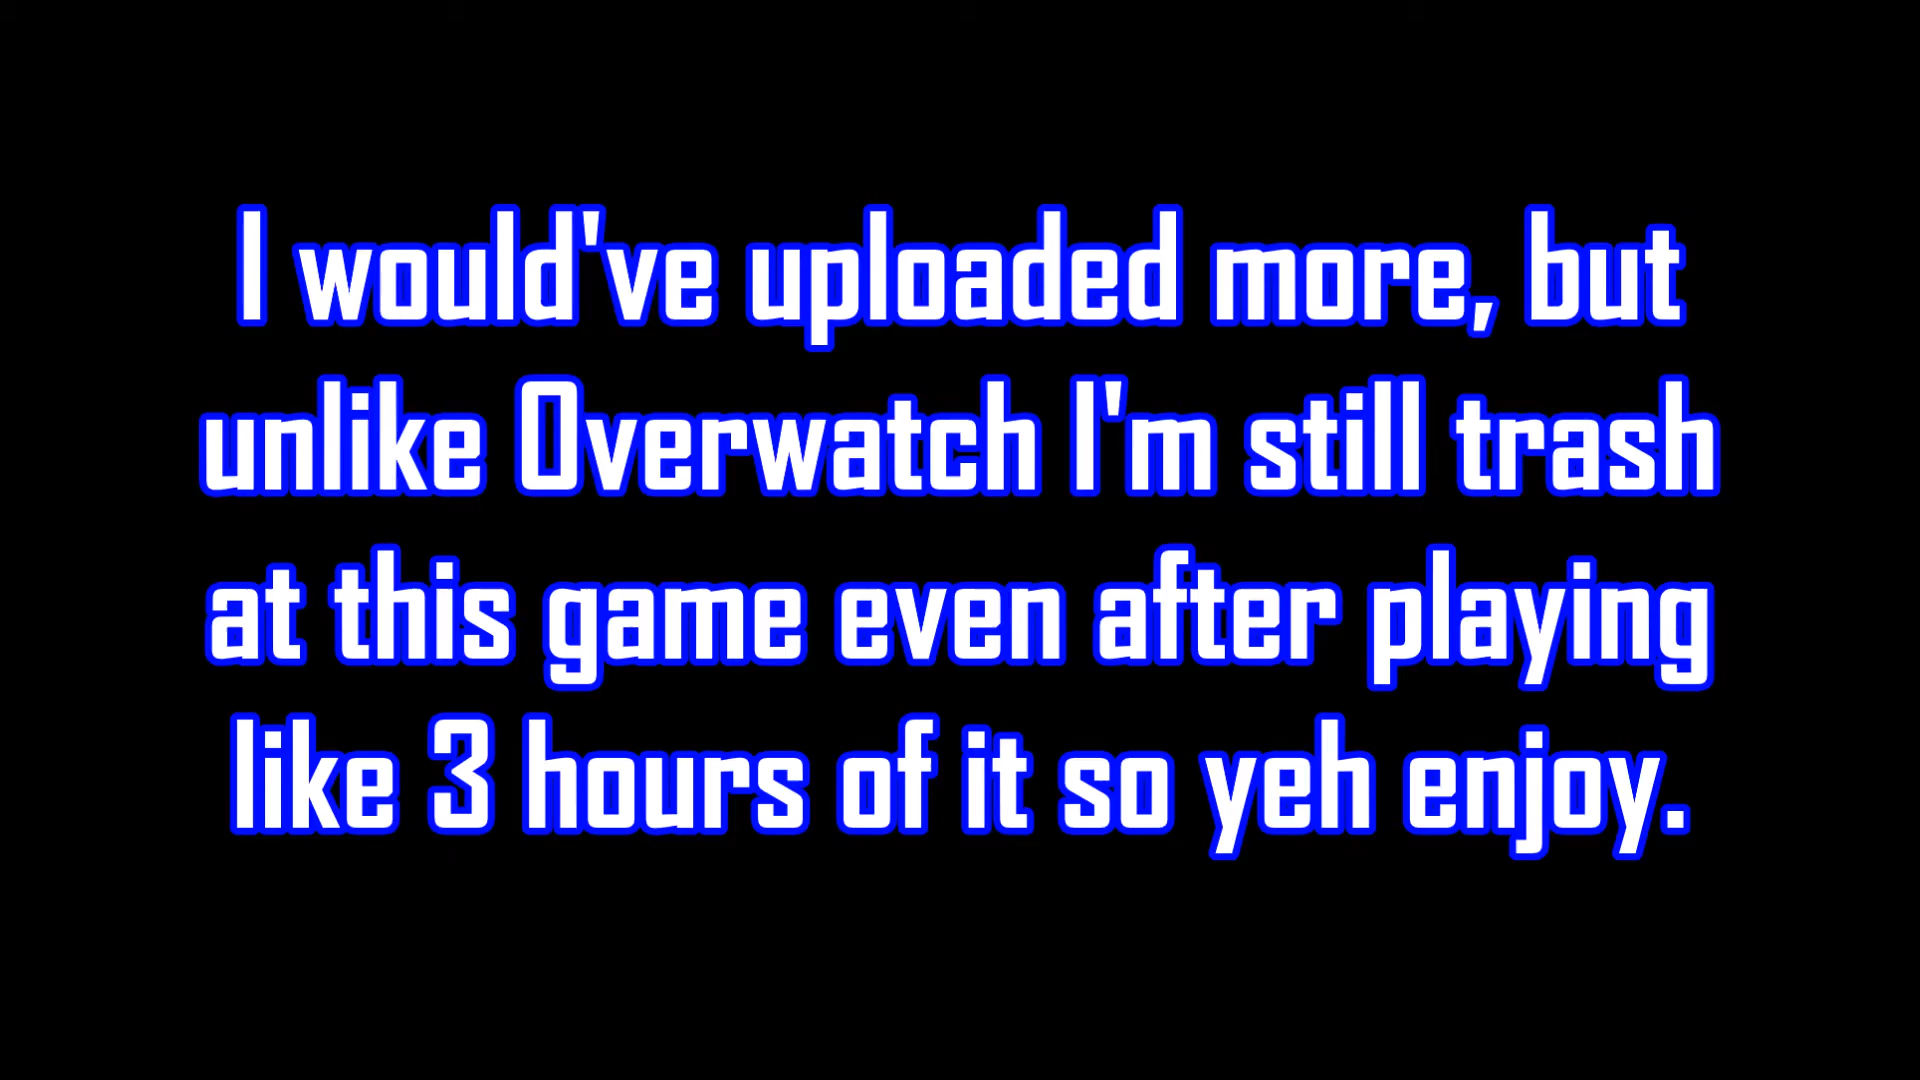 I would've uploaded more, but
unlike Overwatch I'm still trash
at this game even after playing
like 3 hours of it so yeh enjoy.